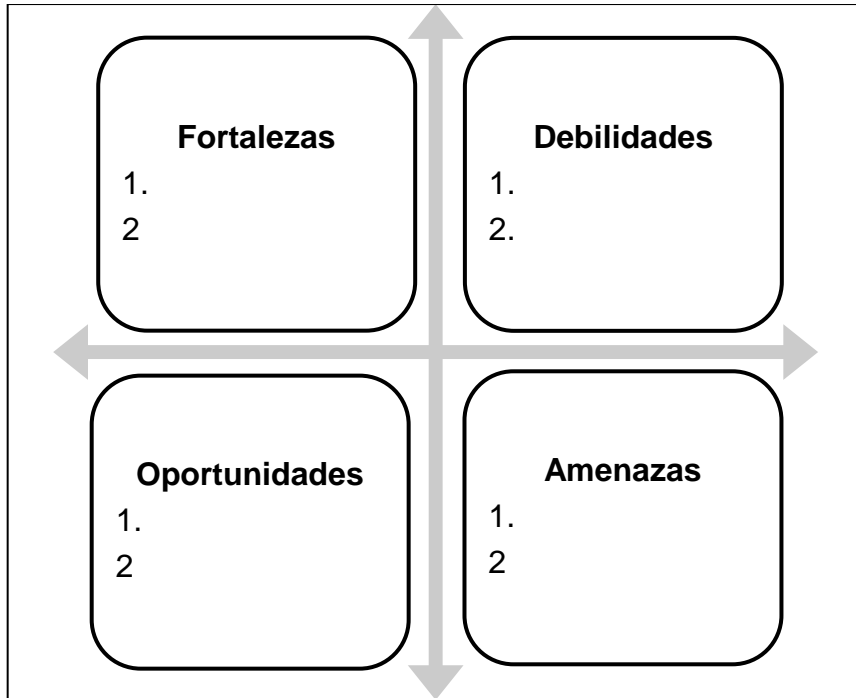 Fortalezas
1.
2
Debilidades
1.
2.
Oportunidades
1.
2
Amenazas
1.
2